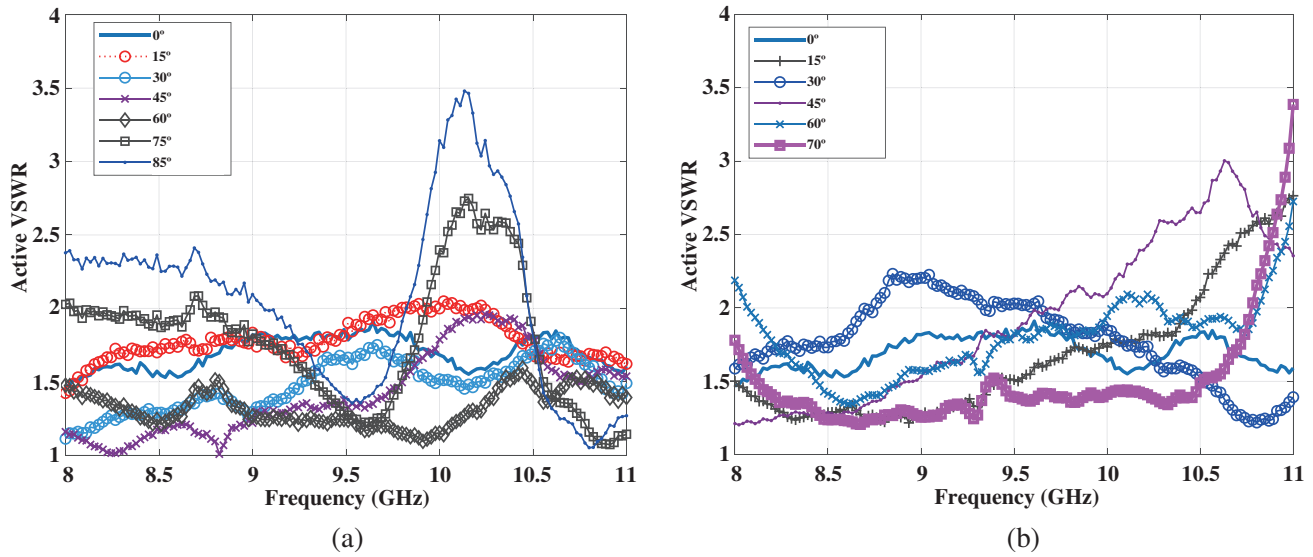 4
3.5
3
2.5
2
1.5
1
Active VSWR
0º
15º
30º
45º
60º
75º
85º
8 8.5 9 9.5 10 10.5 11
Frequency (GHz)
(a)
4
3.5
3
2.5
2
1.5
1
Active VSWR
0º
15º
30º
45º
60º
70º
8 8.5 9 9.5 10 10.5 11
Frequency (GHz)
(b)